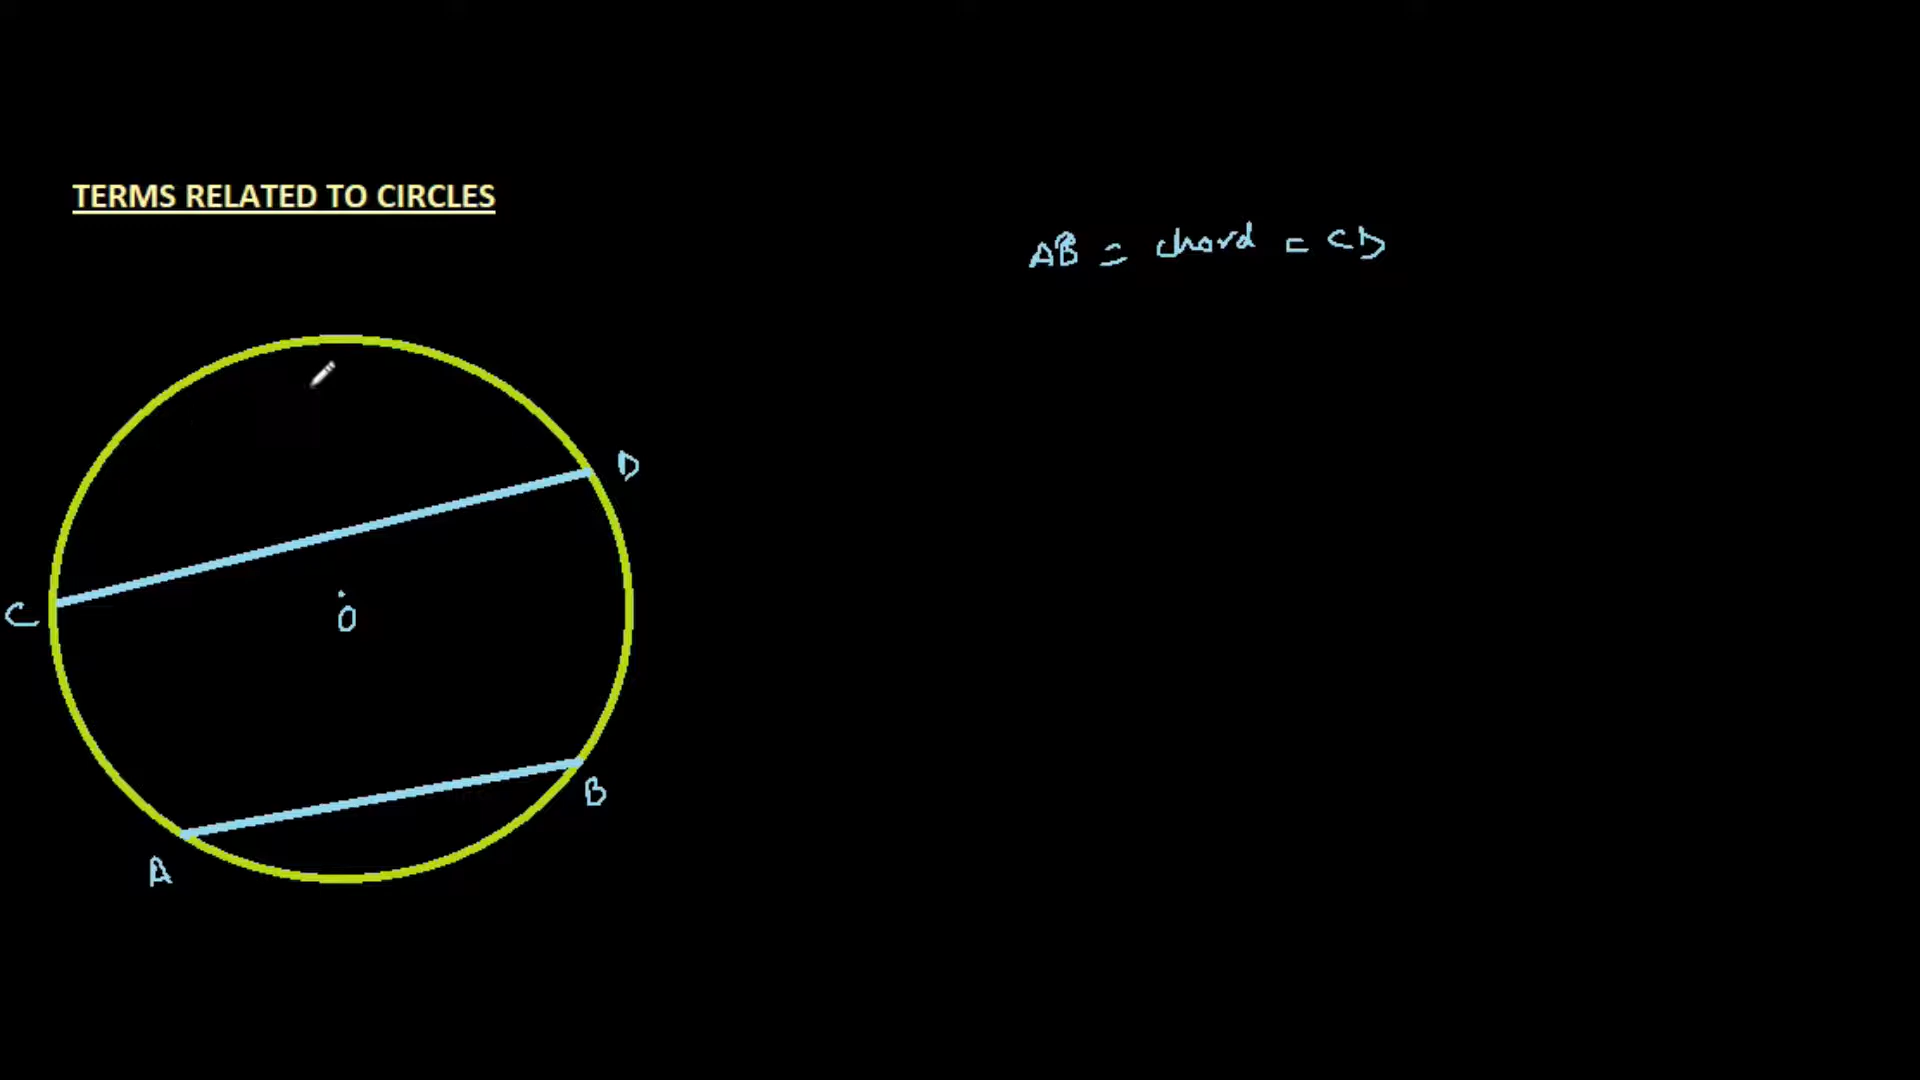 TERMS RELATED TO CIRCLES
AB = chord = CD
D
C
O
B
A